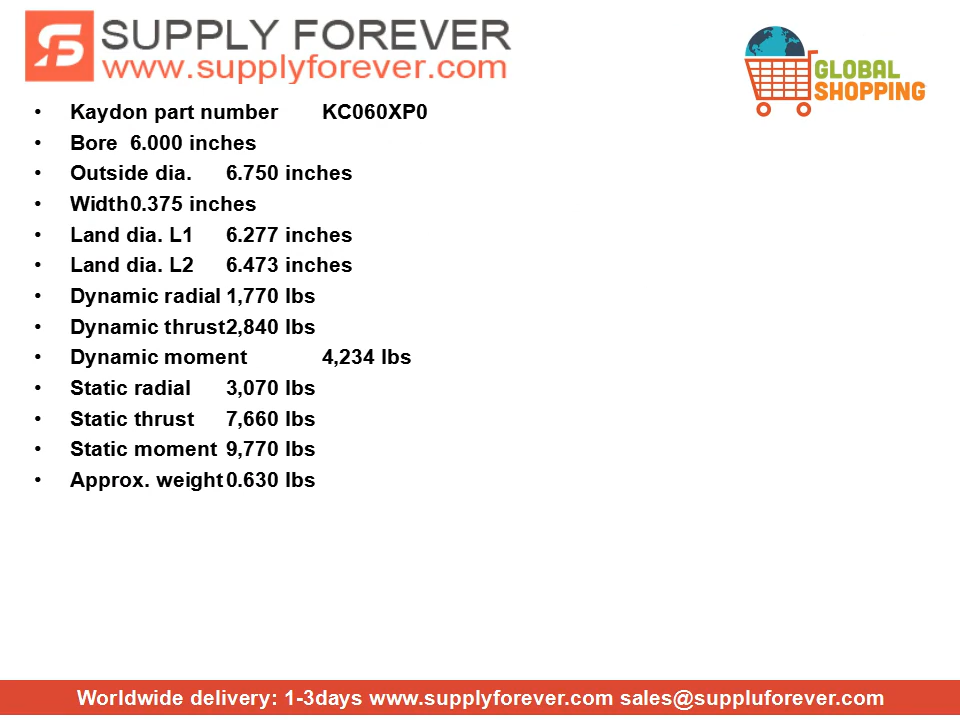 SUPPLY FOREVER
www.supplyforever.com
GLOBAL
SHOPPING
• Kaydon part number KC060XP0
• Bore 6.000 inches
• Outside dia. 6.750 inches
• Width0.375 inches
• Land dia. L1 6.277 inches
• Land dia. L2 6.473 inches
• Dynamic radial 1,770 lbs
• Dynamic thrust2,840 lbs
• Dynamic moment 4,234 lbs
• Static radial 3,070 lbs
• Static thrust 7,660 lbs
• Static moment 9,770 lbs
• Approx. weight 0.630 lbs
Worldwide delivery: 1-3days www.supplyforever.com sales@suppluforever.com